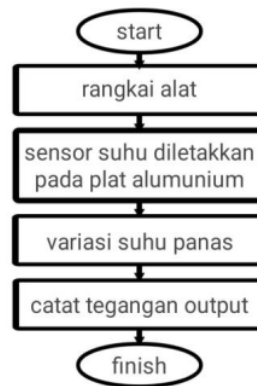 start
rangkai alat
sensor suhu diletakkan
pada plat alumunium
variasi suhu panas
catat tegangan output
finish